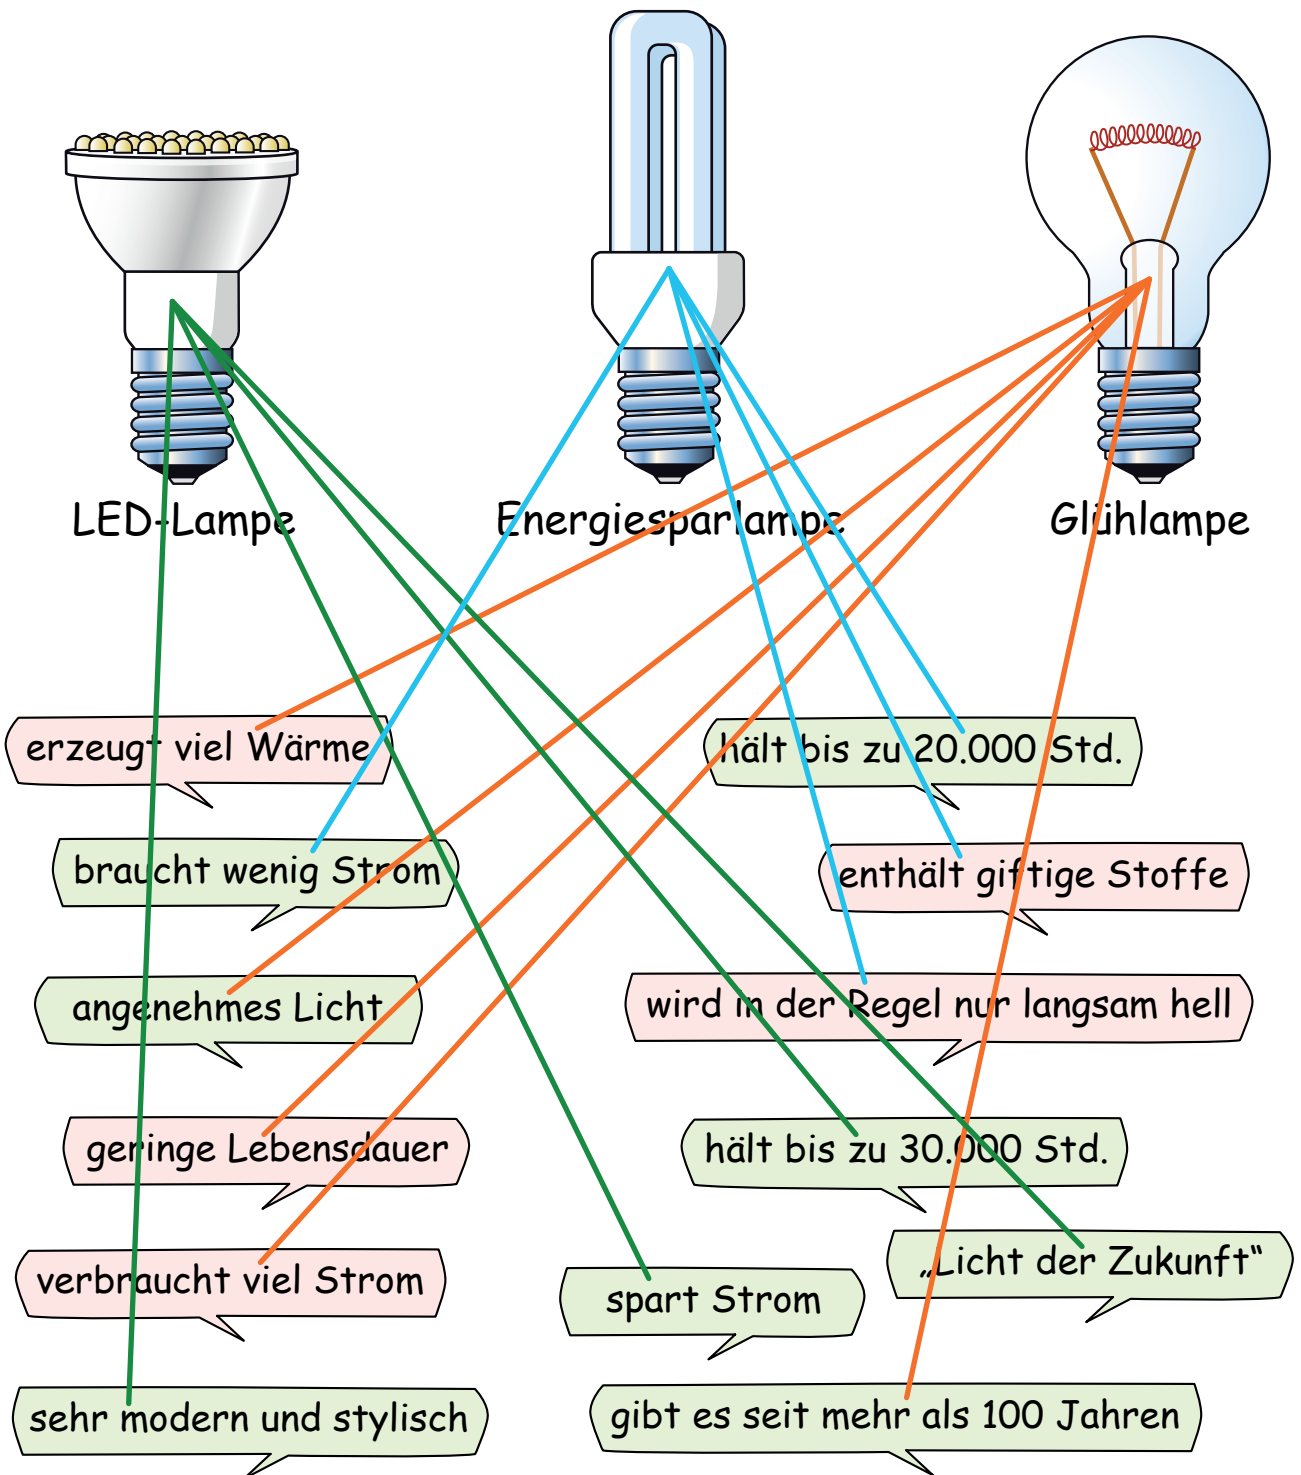 LED-Lampe
Energiesparlampe
Glühlampe
erzeugt viel Wärme
hält bis zu 20.000 Std.
braucht wenig Strom
enthält giftige Stoffe
angenehmes Licht
wird in der Regel nur langsam hell
geringe Lebensdauer
hält bis zu 30.000 Std.
verbraucht viel Strom
spart Strom
„Licht der Zukunft“
sehr modern und stylisch
gibt es seit mehr als 100 Jahren